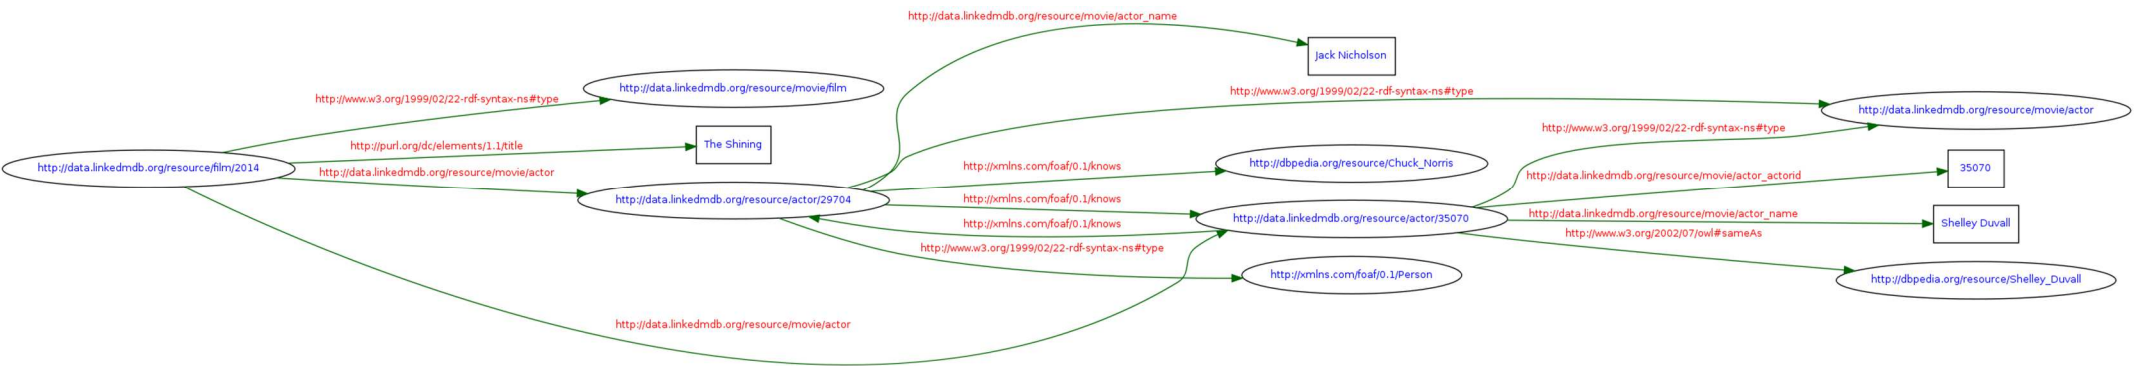 http://data.linkedmdb.org/resource/movie/actor_name
Jack Nicholson
http://data.linkedmdb.org/resource/movie/film
http://www.w3.org/1999/02/22-rdf-syntax-ns#type
http://www.w3.org/1999/02/22-rdf-syntax-ns#type
http://data.linkedmdb.org/resource/movie/actor
http://www.w3.org/1999/02/22-rdf-syntax-ns#type
http://purl.org/dc/elements/1.1/title
The Shining
http://data.linkedmdb.org/resource/film/2014
http://data.linkedmdb.org/resource/movie/actor
http://xmlns.com/foaf/0.1/knows
http://dbpedia.org/resource/Chuck_Norris
http://data.linkedmdb.org/resource/movie/actor_actorid
35070
http://data.linkedmdb.org/resource/actor/29704
http://xmlns.com/foaf/0.1/knows
http://data.linkedmdb.org/resource/actor/35070
http://data.linkedmdb.org/resource/movie/actor_name
Shelley Duvall
http://xmlns.com/foaf/0.1/knows
http://www.w3.org/2002/07/owl#sameAs
http://www.w3.org/1999/02/22-rdf-syntax-ns#type
http://xmlns.com/foaf/0.1/Person
http://dbpedia.org/resource/Shelley_Duvall
http://data.linkedmdb.org/resource/movie/actor